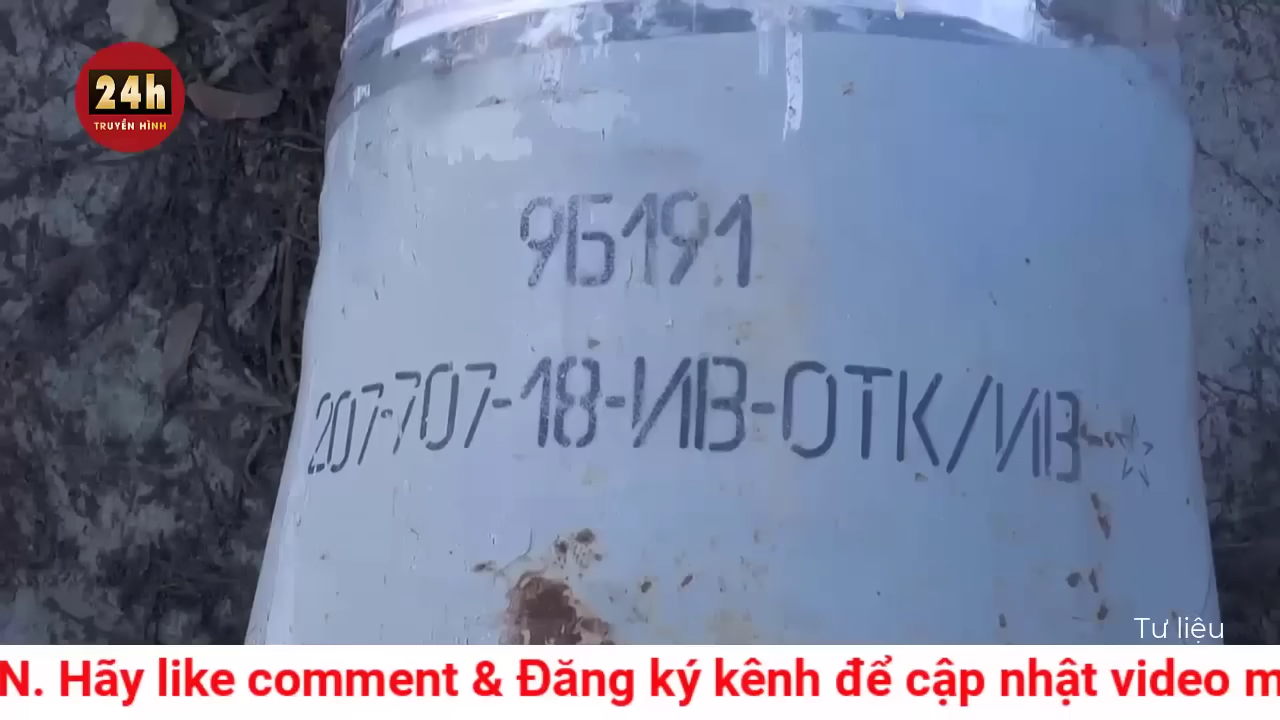 24h
TRUYỀN HÌNH
9Б191
207-707-18-ИВ-ОТК/ИВ-☆
Tư liệu
N. Hãy like comment & Đăng ký kênh để cập nhật video m